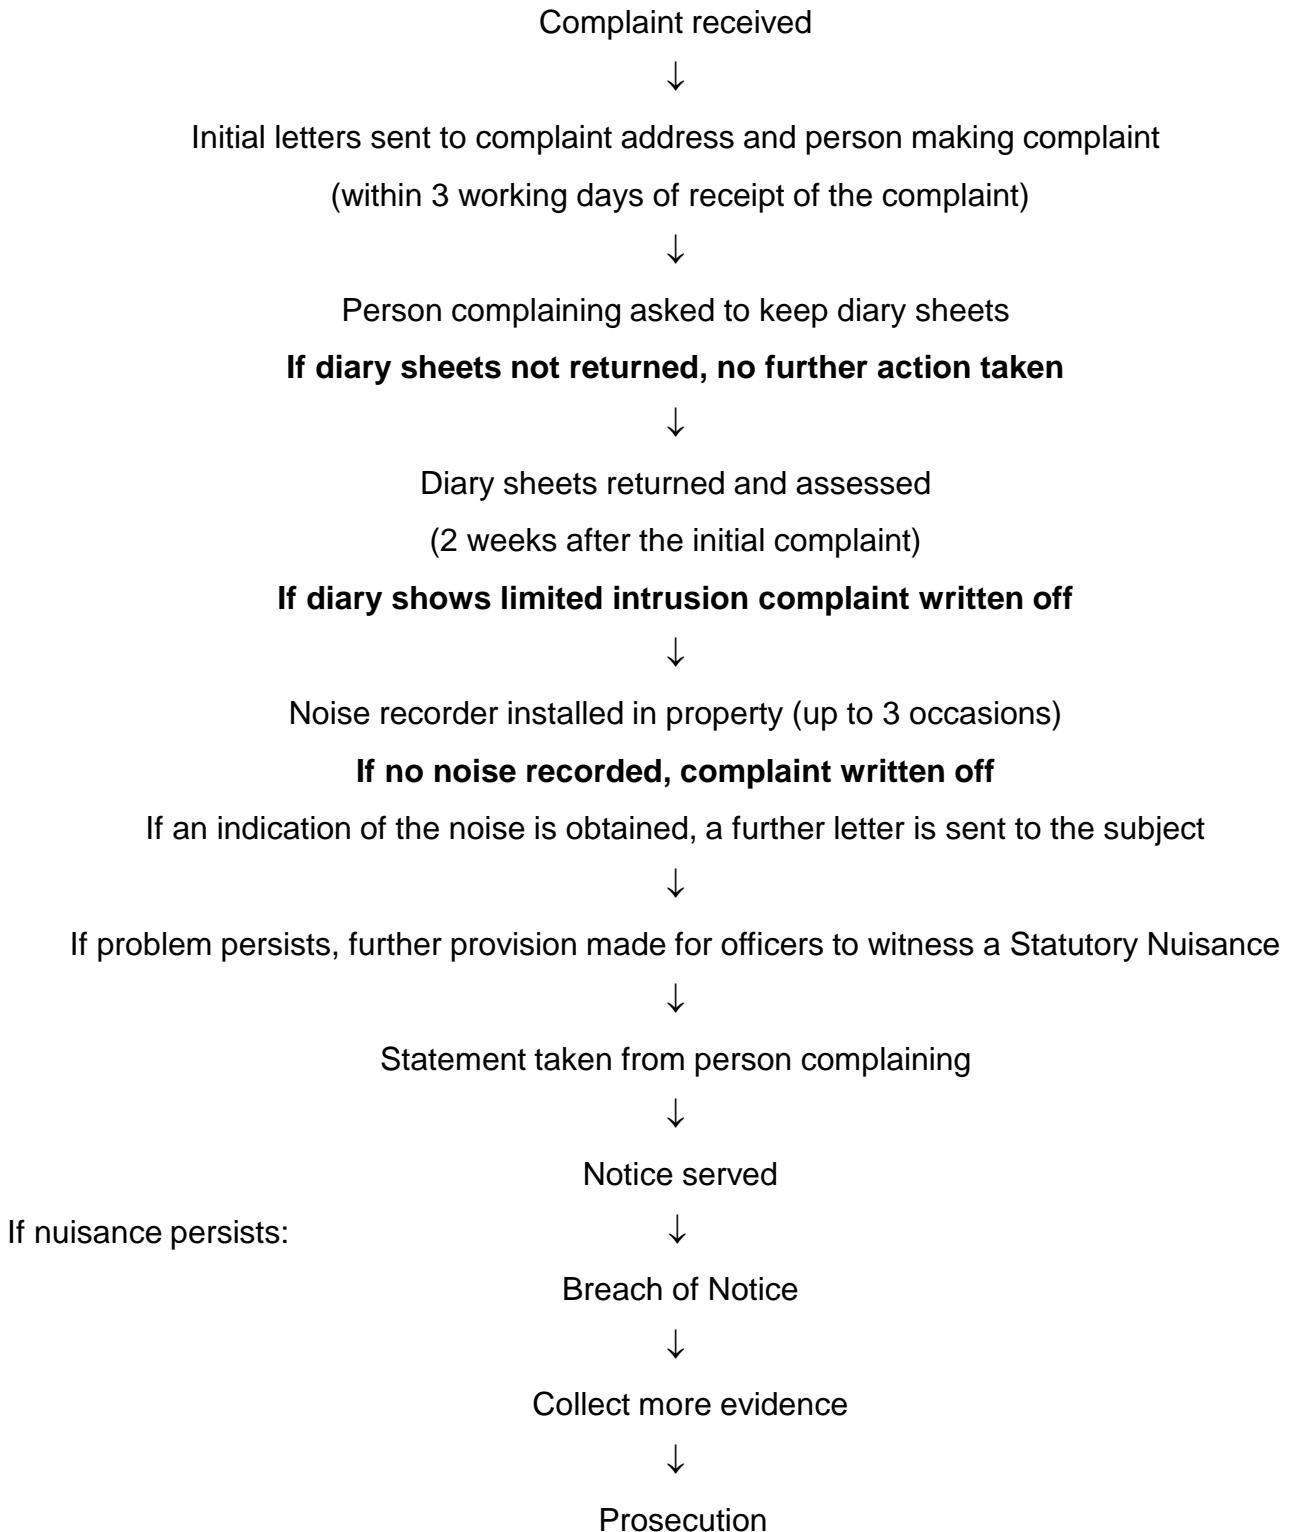 Complaint received
↓
Initial letters sent to complaint address and person making complaint
(within 3 working days of receipt of the complaint)
↓
Person complaining asked to keep diary sheets
If diary sheets not returned, no further action taken
↓
Diary sheets returned and assessed
(2 weeks after the initial complaint)
If diary shows limited intrusion complaint written off
↓
Noise recorder installed in property (up to 3 occasions)
If no noise recorded, complaint written off
If an indication of the noise is obtained, a further letter is sent to the subject
↓
If problem persists, further provision made for officers to witness a Statutory Nuisance
↓
Statement taken from person complaining
↓
Notice served
If nuisance persists: ↓
Breach of Notice
↓
Collect more evidence
↓
Prosecution